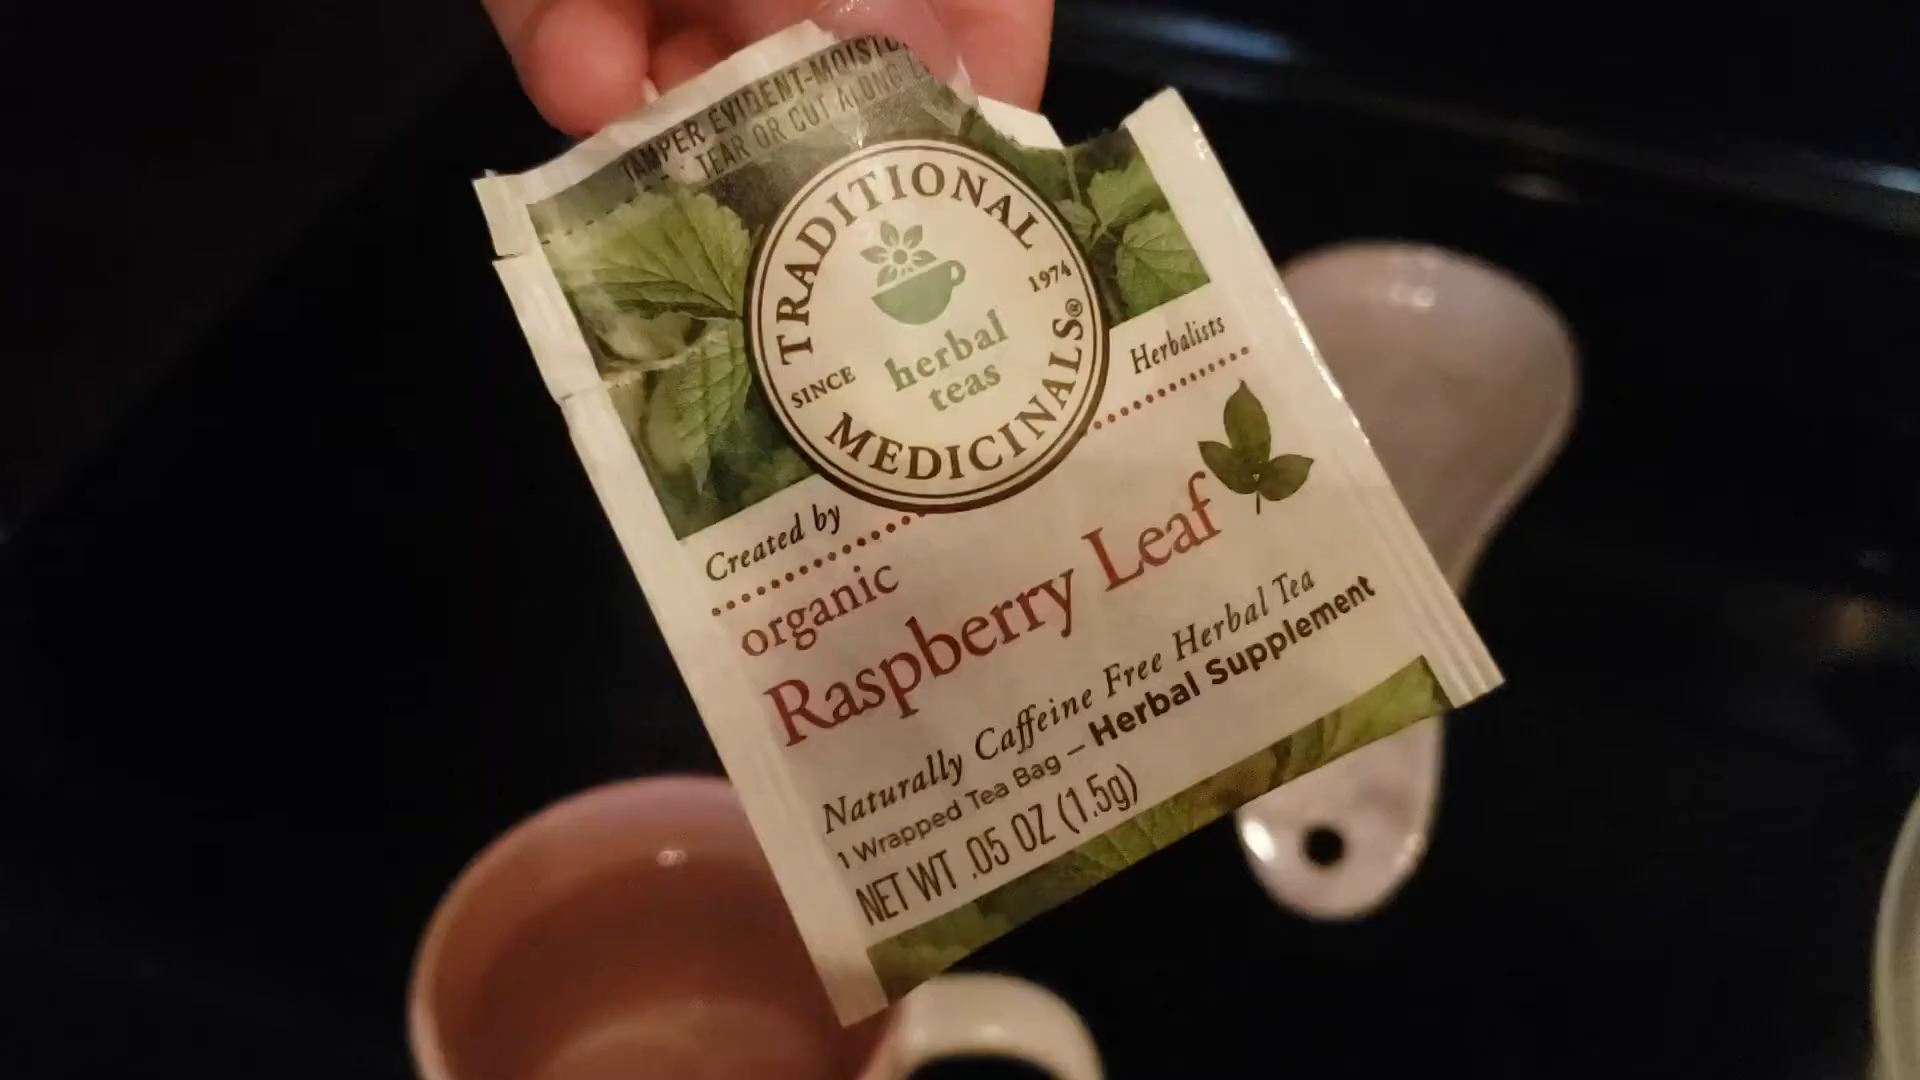 TAMPER EVIDENT-MOISTU
TEAR OR CUT ALONG
TRADITIONAL
MEDICINALS®
SINCE 1974
herbal
teas
Created by Herbalists
organic
Raspberry Leaf
Naturally Caffeine Free Herbal Tea
1 Wrapped Tea Bag – Herbal Supplement
NET WT .05 OZ (1.5g)